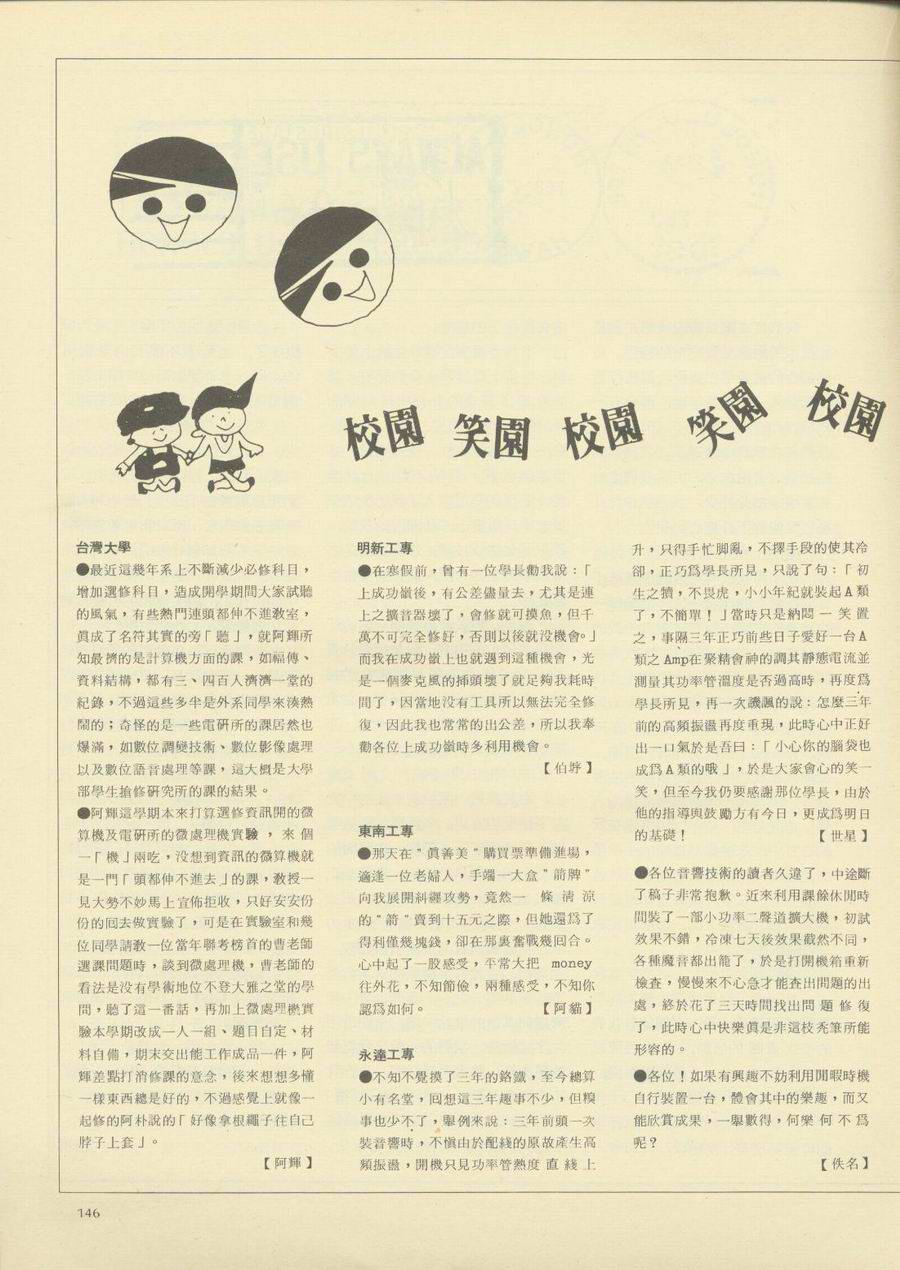 校園 笑園 校園 笑園 校園
台灣大學
●最近這幾年系上不斷減少必修科目，
增加選修科目，造成開學期間大家試聽
的風氣，有些熱門連頭都伸不進教室，
眞成了名符其實的旁「聽」，就阿輝所
知最擠的是計算機方面的課，如福傳、
資料結構，都有三、四百人濟濟一堂的
紀錄，不過這些多半是外系同學來湊熱
鬧的；奇怪的是一些電研所的課居然也
爆滿，如數位調變技術、數位影像處理
以及數位語音處理等課，這大槪是大學
部學生搶修研究所的課的結果。
●阿輝這學期本來打算選修資訊開的微
算機及電研所的微處理機實驗，來個
一「機」兩吃，沒想到資訊的微算機就
是一門「頭都伸不進去」的課，教授一
見大勢不妙馬上宣佈拒收，只好安安份
份的囘去做實驗了，可是在實驗室和幾
位同學請教一位當年聯考榜首的曹老師
選課問題時，談到微處理機，曹老師的
看法是沒有學術地位不登大雅之堂的學
問，聽了這一番話，再加上微處理機實
驗本學期改成一人一組、題目自定、材
料自備，期末交出能工作成品一件，阿
輝差點打消修課的意念，後來想想多懂
一樣東西總是好的，不過感覺上就像一
起修的阿朴說的「好像拿根繩子往自己
脖子上套」。
【阿輝】
明新工專
●在寒假前，曾有一位學長勸我說：「
上成功嶺後，有公差儘量去，尤其是連
上之擴音器壞了，會修就可摸魚，但千
萬不可完全修好，否則以後就沒機會。」
而我在成功嶺上也就遇到這種機會，光
是一個麥克風的揷頭壞了就足夠我耗時
間了，因當地沒有工具所以無法完全修
復，因此我也常常的出公差，所以我奉
勸各位上成功嶺時多利用機會。
【伯垺】
東南工專
●那天在"眞善美"購買票準備進場，
適逢一位老婦人，手端一大盒"箭牌"
向我展開糾纒攻勢，竟然一條淸涼
的"箭"賣到十五元之際，但她還爲了
得利僅幾塊錢，卻在那裏奮戰幾囘合。
心中起了一股感受，平常大把 money
往外花，不知節儉，兩種感受，不知你
認爲如何。【阿貓】
永達工專
●不知不覺摸了三年的鉻鐵，至今總算
小有名堂，囘想這三年趣事不少，但糗
事也少不了，舉例來說：三年前頭一次
裝音響時，不愼由於配綫的原故產生高
頻振盪，開機只見功率管熱度直綫上
升，只得手忙脚亂，不擇手段的使其冷
卻，正巧爲學長所見，只說了句：「初
生之犢，不畏虎，小小年紀就裝起A類
了，不簡單！」當時只是納悶一笑置
之，事隔三年正巧前些日子愛好一台A
類之Amp在聚精會神的調其靜態電流並
測量其功率管溫度是否過高時，再度爲
學長所見，再一次譏諷的說：怎麼三年
前的高頻振盪再度重現，此時心中正好
出一口氣於是吾曰：「小心你的腦袋也
成爲A類的哦」，於是大家會心的笑一
笑，但至今我仍要感謝那位學長，由於
他的指導與鼓勵方有今日，更成爲明日
的基礎！【世星】
●各位音響技術的讀者久違了，中途斷
了稿子非常抱歉。近來利用課餘休閒時
間裝了一部小功率二聲道擴大機，初試
效果不錯，冷凍七天後效果截然不同，
各種魔音都出籠了，於是打開機箱重新
檢查，慢慢來不心急才能查出問題的出
處，終於花了三天時間找出問題修復
了，此時心中快樂眞是非這枝禿筆所能
形容的。
●各位！如果有興趣不妨利用閒暇時機
自行裝置一台，體會其中的樂趣，而又
能欣賞成果，一舉數得，何樂何不爲
呢？
【佚名】
146